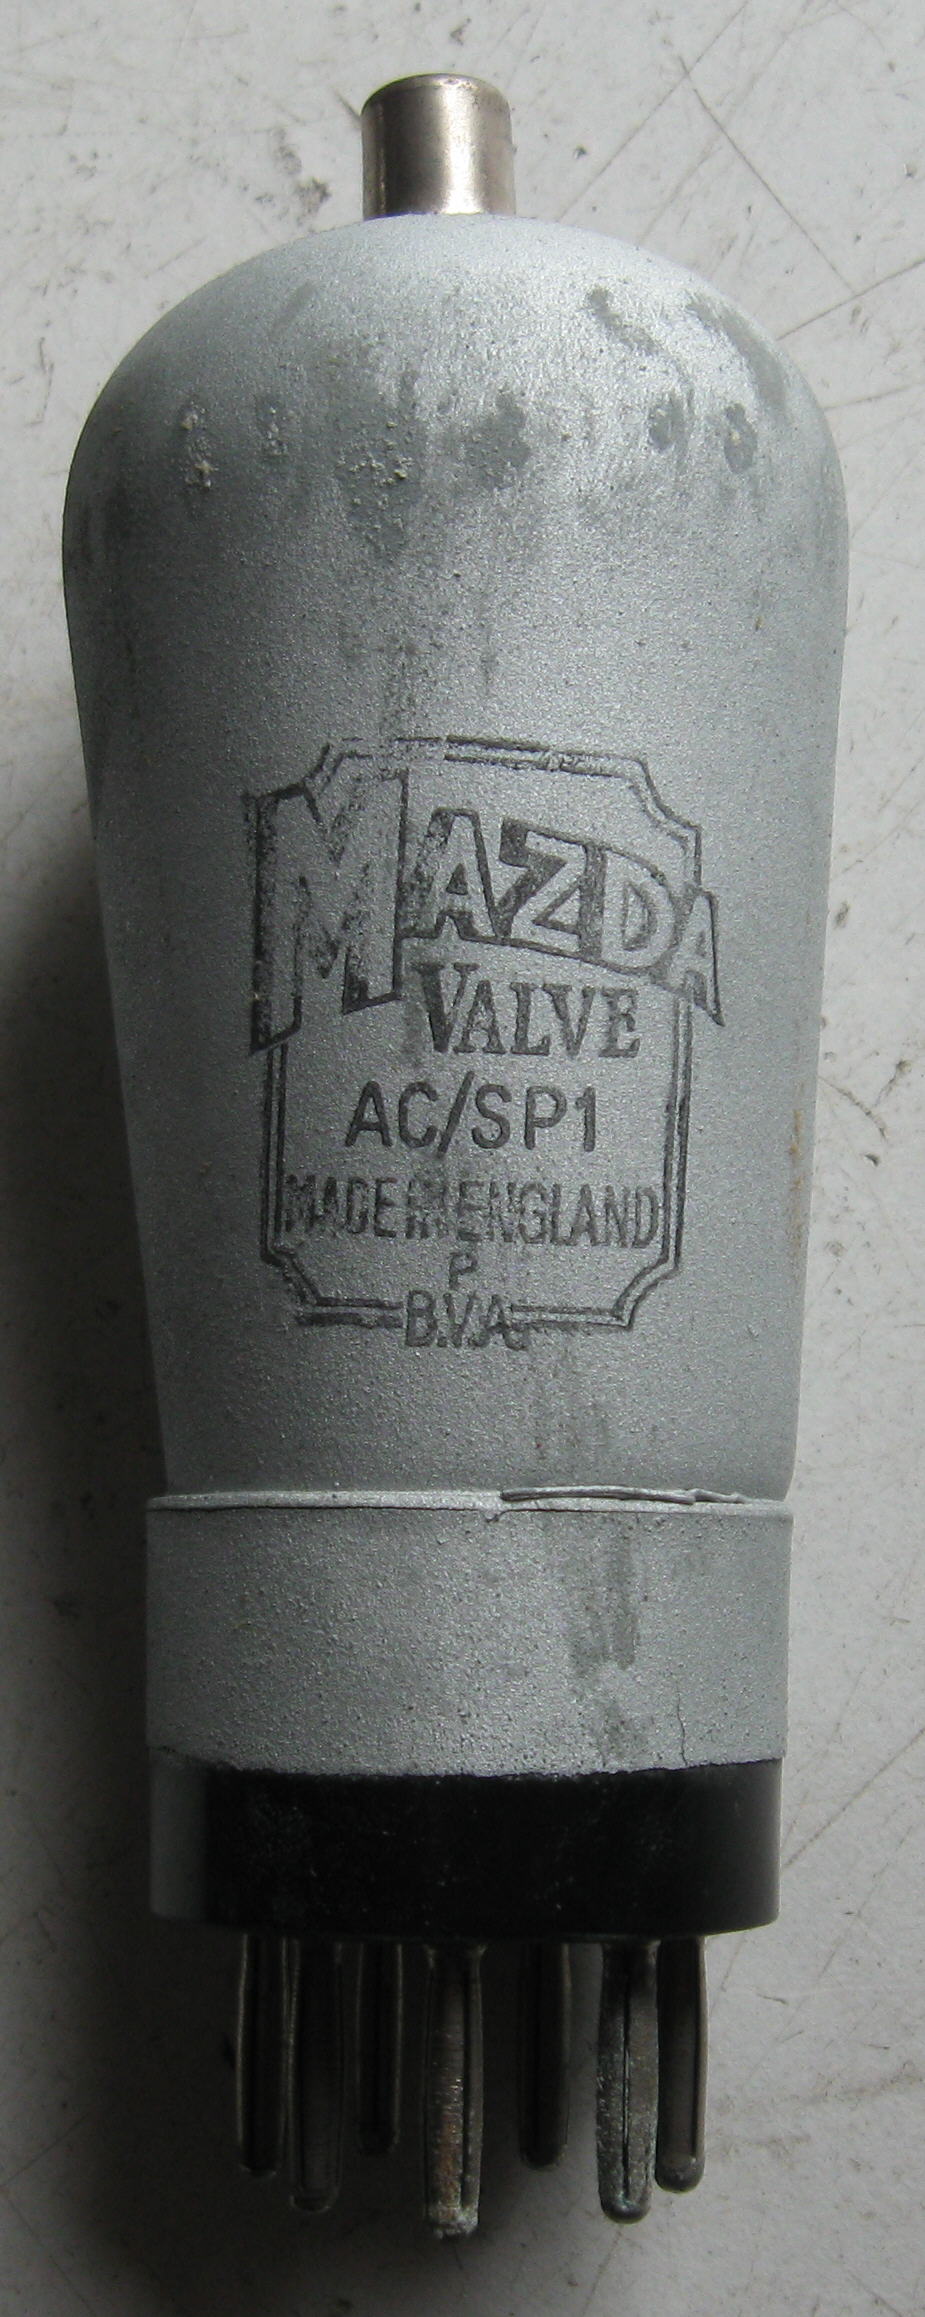 MAZDA
VALVE
AC/SP1
MADE IN ENGLAND
P
B.V.A.